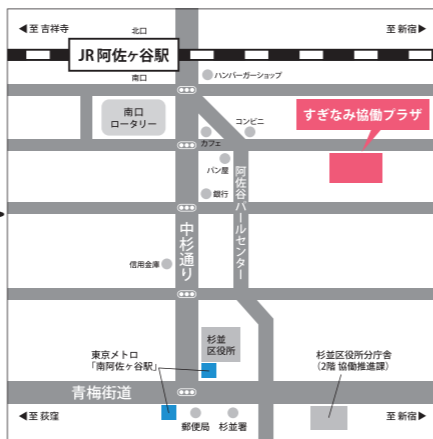 ◀至 吉祥寺
北口
至 新宿▶
JR 阿佐ヶ谷駅
南口
ハンバーガーショップ
南口
ロータリー
コンビニ
すぎなみ協働プラザ
カフェ
パン屋
銀行
阿佐谷パールセンター
中杉通り
信用金庫
杉並
区役所
東京メトロ
「南阿佐ヶ谷駅」
杉並区役所分庁舎
（2階 協働推進課）
青梅街道
◀至 荻窪
郵便局
杉並署
至 新宿▶